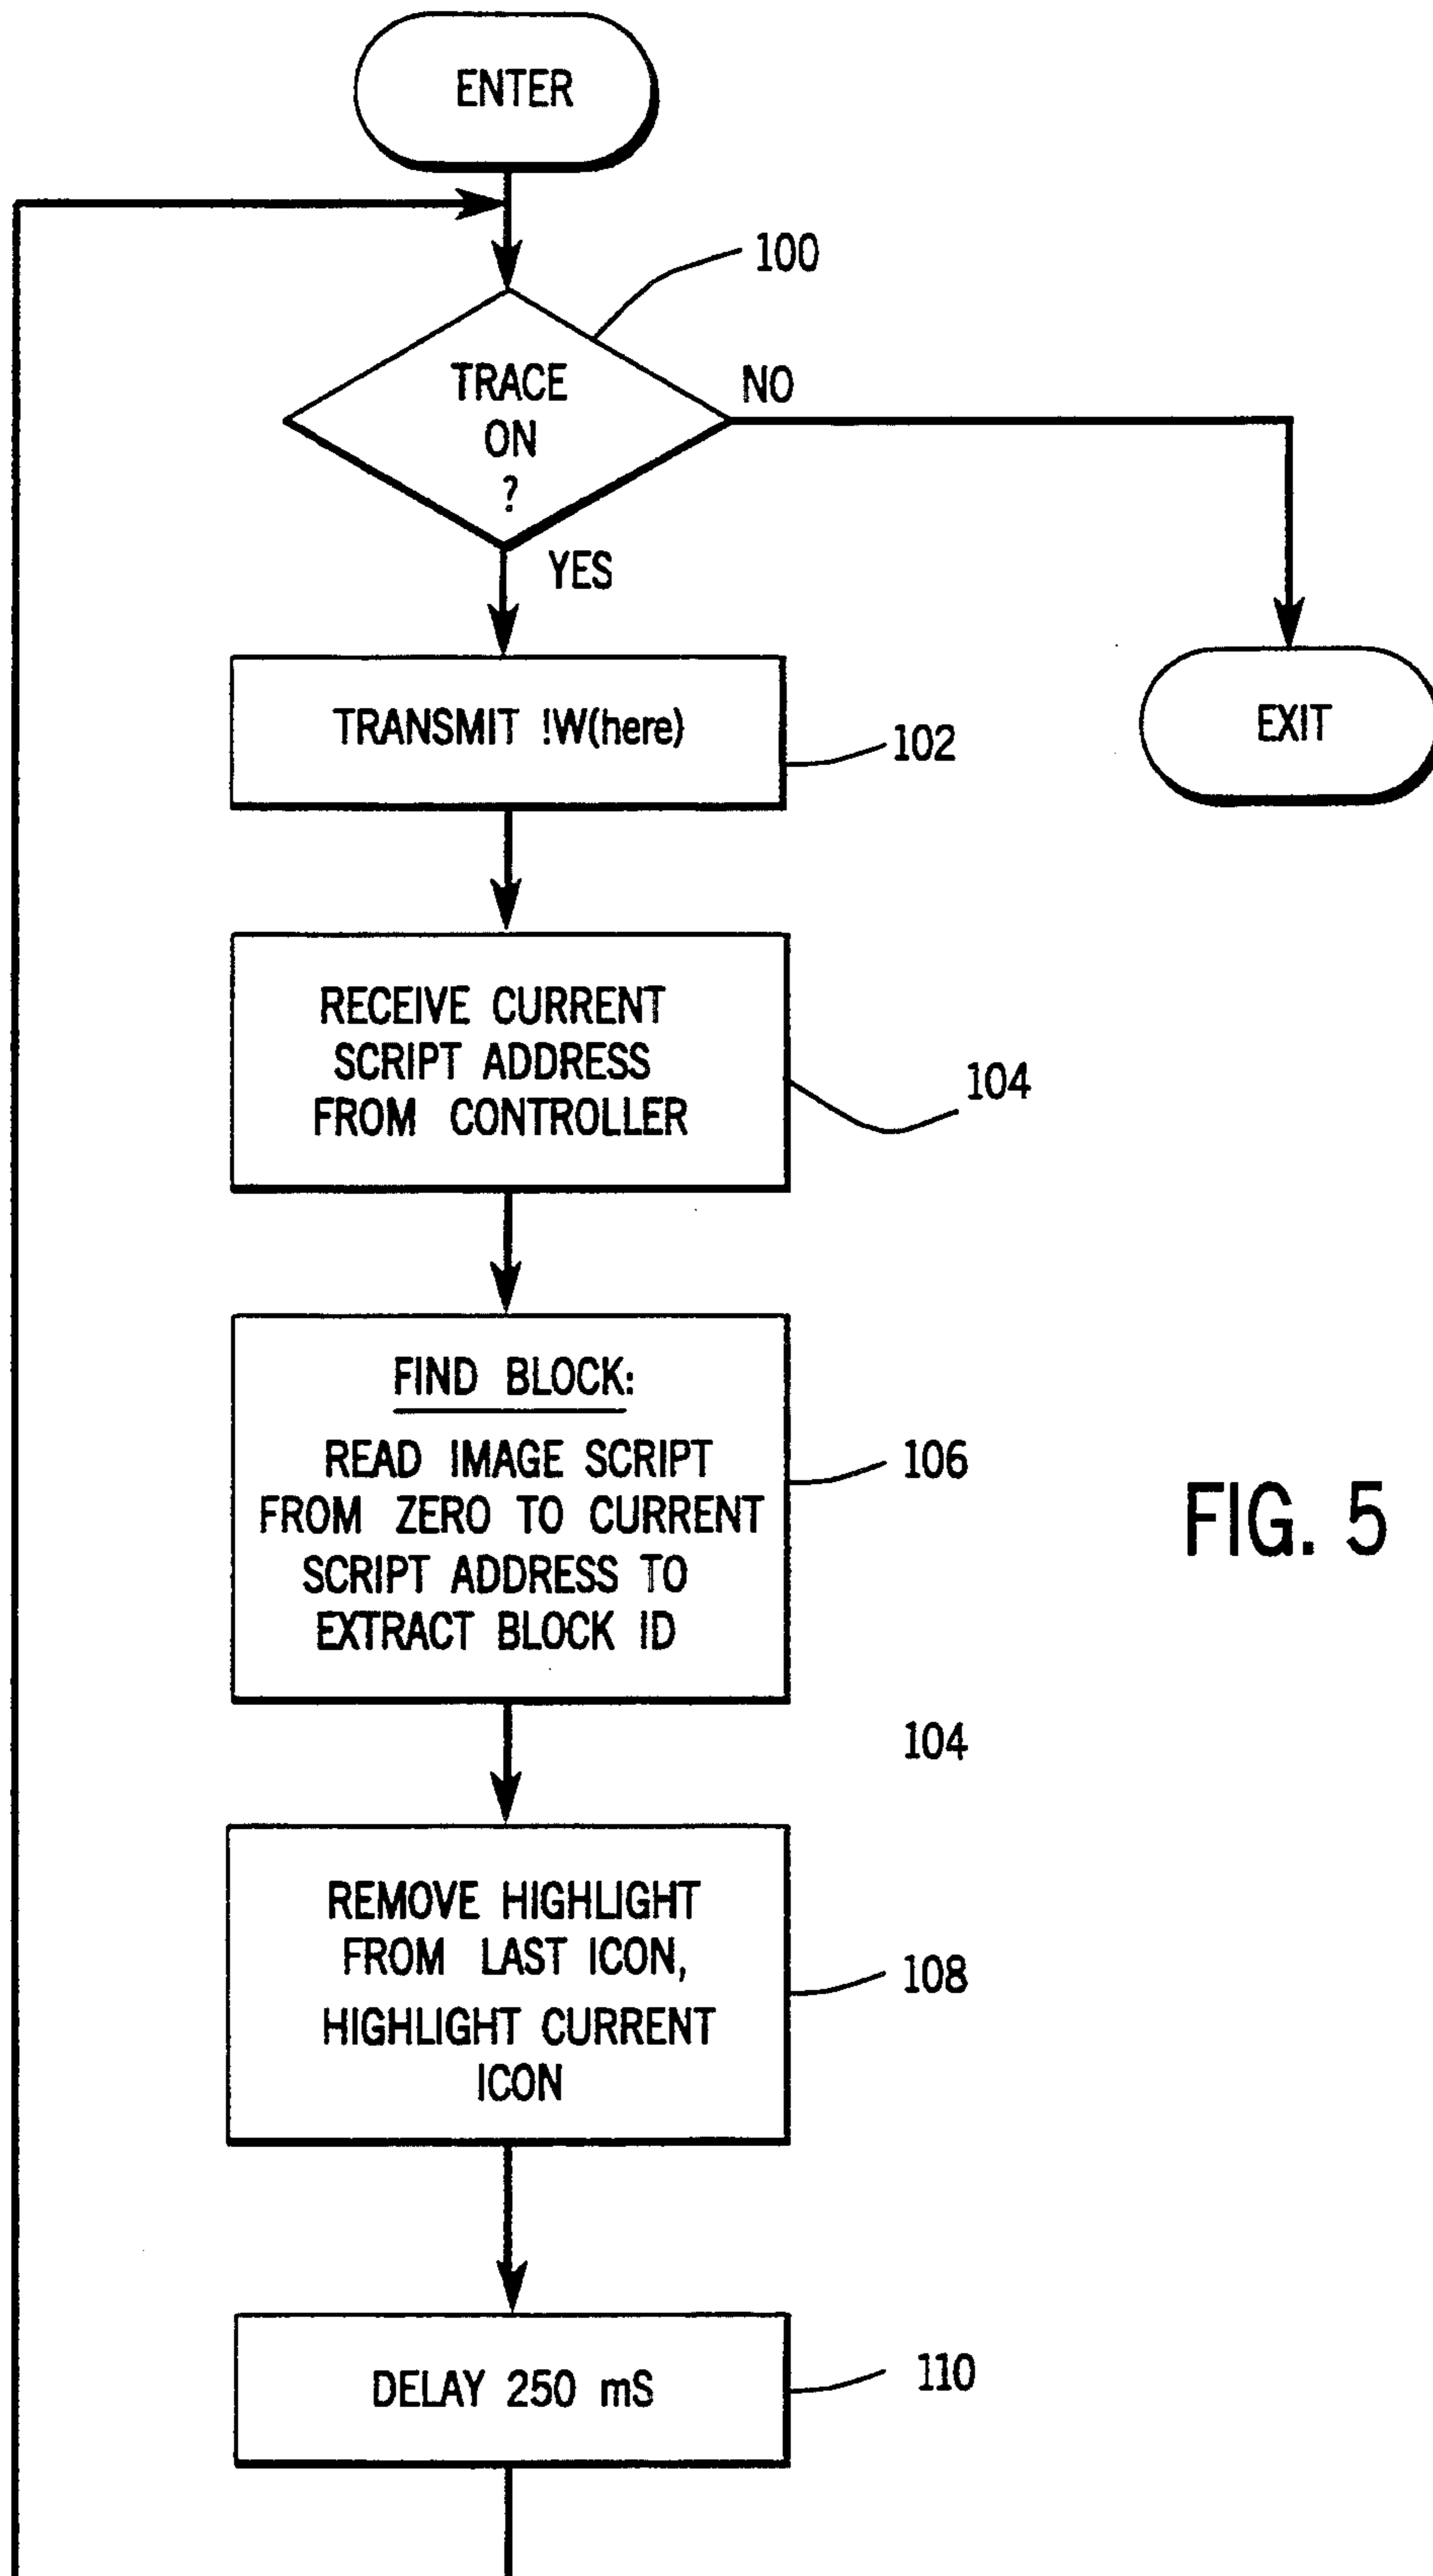 ENTER
100
TRACE
ON
?
NO
YES
TRANSMIT !W(here)
102
EXIT
RECEIVE CURRENT
SCRIPT ADDRESS
FROM CONTROLLER
104
FIND BLOCK:
READ IMAGE SCRIPT
FROM ZERO TO CURRENT
SCRIPT ADDRESS TO
EXTRACT BLOCK ID
106
FIG. 5
104
REMOVE HIGHLIGHT
FROM LAST ICON,
HIGHLIGHT CURRENT
ICON
108
DELAY 250 mS
110